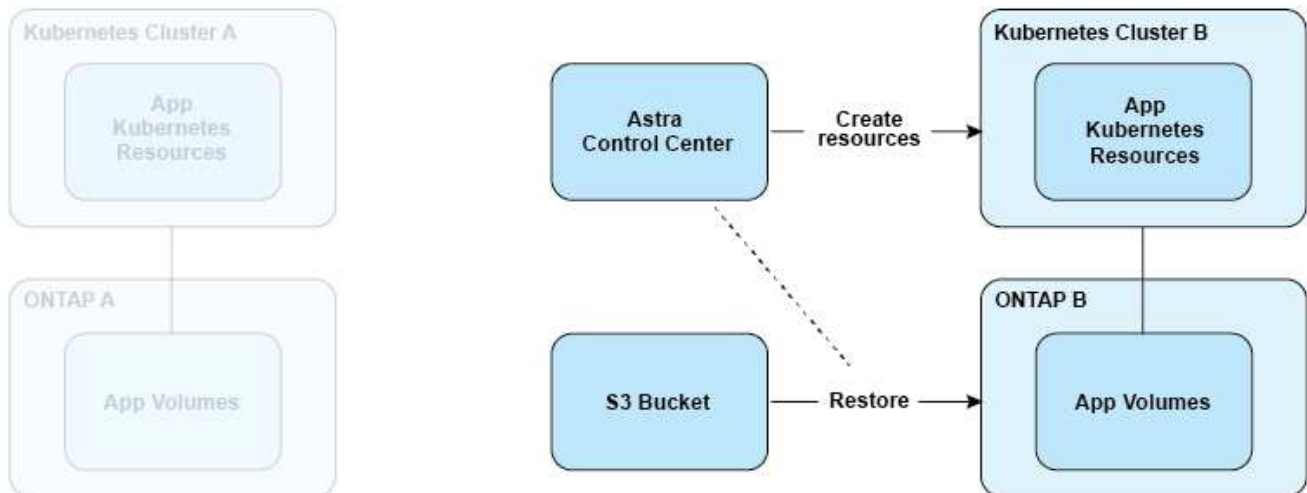 Kubernetes Cluster A
App
Kubernetes
Resources
ONTAP A
App Volumes
Astra
Control Center
Create
resources
Kubernetes Cluster B
App
Kubernetes
Resources
S3 Bucket
Restore
ONTAP B
App Volumes